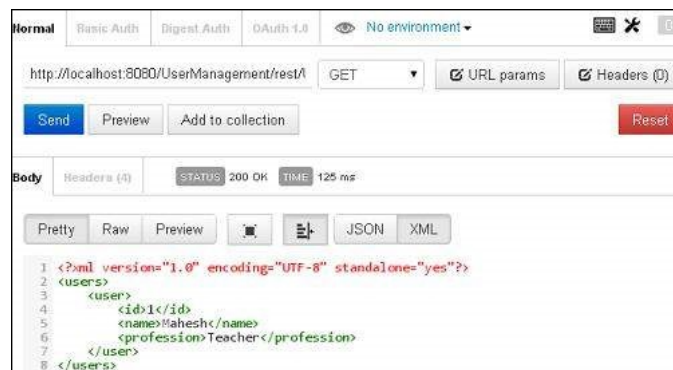 Normal Basic Auth Digest Auth OAuth 1.0 No environment
http://localhost:8080/UserManagement/rest/ GET URL params Headers (0)
Send Preview Add to collection Reset
Body Headers (4) STATUS 200 OK TIME 125 ms
Pretty Raw Preview JSON XML
1 <?xml version="1.0" encoding="UTF-8" standalone="yes"?>
2 <users>
3 <user>
4 <id>1</id>
5 <name>Mahesh</name>
6 <profession>Teacher</profession>
7 </user>
8 </users>